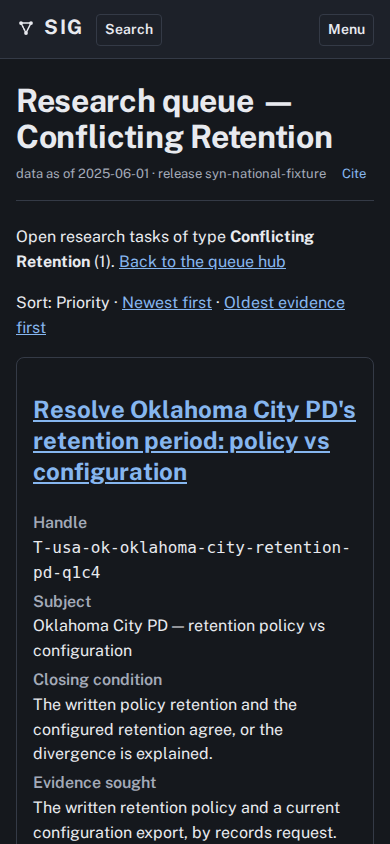 SIG Search Menu
Research queue —
Conflicting Retention
data as of 2025-06-01 · release syn-national-fixture Cite
Open research tasks of type Conflicting
Retention (1). Back to the queue hub
Sort: Priority · Newest first · Oldest evidence
first
Resolve Oklahoma City PD's
retention period: policy vs
configuration
Handle
T-usa-ok-oklahoma-city-retention-
pd-q1c4
Subject
Oklahoma City PD — retention policy vs
configuration
Closing condition
The written policy retention and the
configured retention agree, or the
divergence is explained.
Evidence sought
The written retention policy and a current
configuration export, by records request.